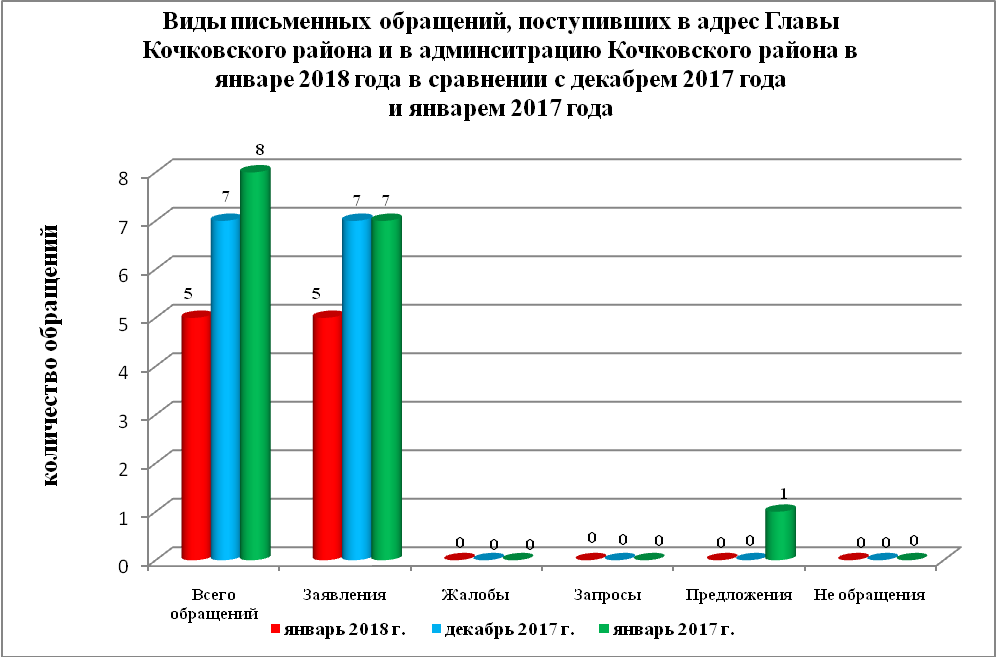 Виды письменных обращений, поступивших в адрес Главы
Кочковского района и в админситрацию Кочковского района в
январе 2018 года в сравнении с декабрем 2017 года
и январем 2017 года
количество обращений
8
7
6
5
4
3
2
1
0
5 7 8
5 7 7
0 0 0
0 0 0
0 0 1
0 0 0
Всего
обращений
Заявления
Жалобы
Запросы
Предложения
Не обращения
январь 2018 г.
декабрь 2017 г.
январь 2017 г.